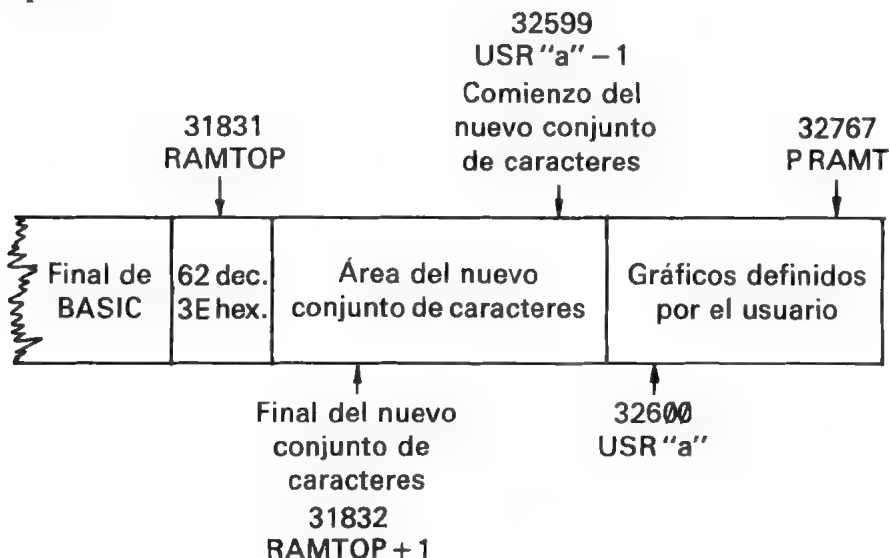 32599
USR "a" – 1
Comienzo del
nuevo conjunto
de caracteres
31831
RAMTOP
32767
P RAMT
Final de
BASIC
62 dec.
3E hex.
Área del nuevo
conjunto de caracteres
Gráficos definidos
por el usuario
Final del nuevo
conjunto de
caracteres
31832
RAMTOP + 1
32600
USR "a"